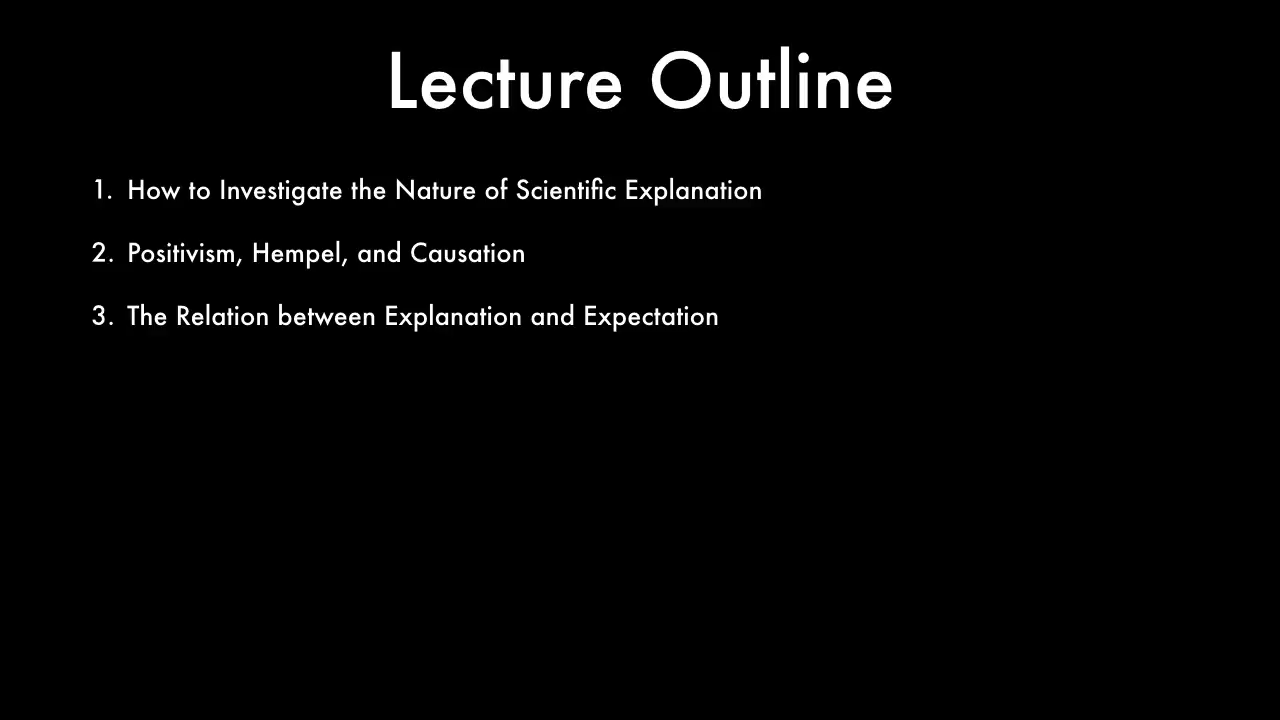 Lecture Outline
1. How to Investigate the Nature of Scientific Explanation
2. Positivism, Hempel, and Causation
3. The Relation between Explanation and Expectation